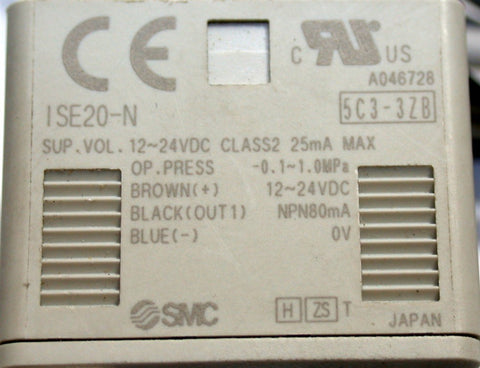 CE
c RU US
A046728
ISE20-N 5C3-3ZB
SUP.VOL. 12~24VDC CLASS2 25mA MAX
OP.PRESS -0.1~1.0MPa
BROWN(+) 12~24VDC
BLACK(OUT1) NPN80mA
BLUE(-) 0V
SMC H ZS T
JAPAN